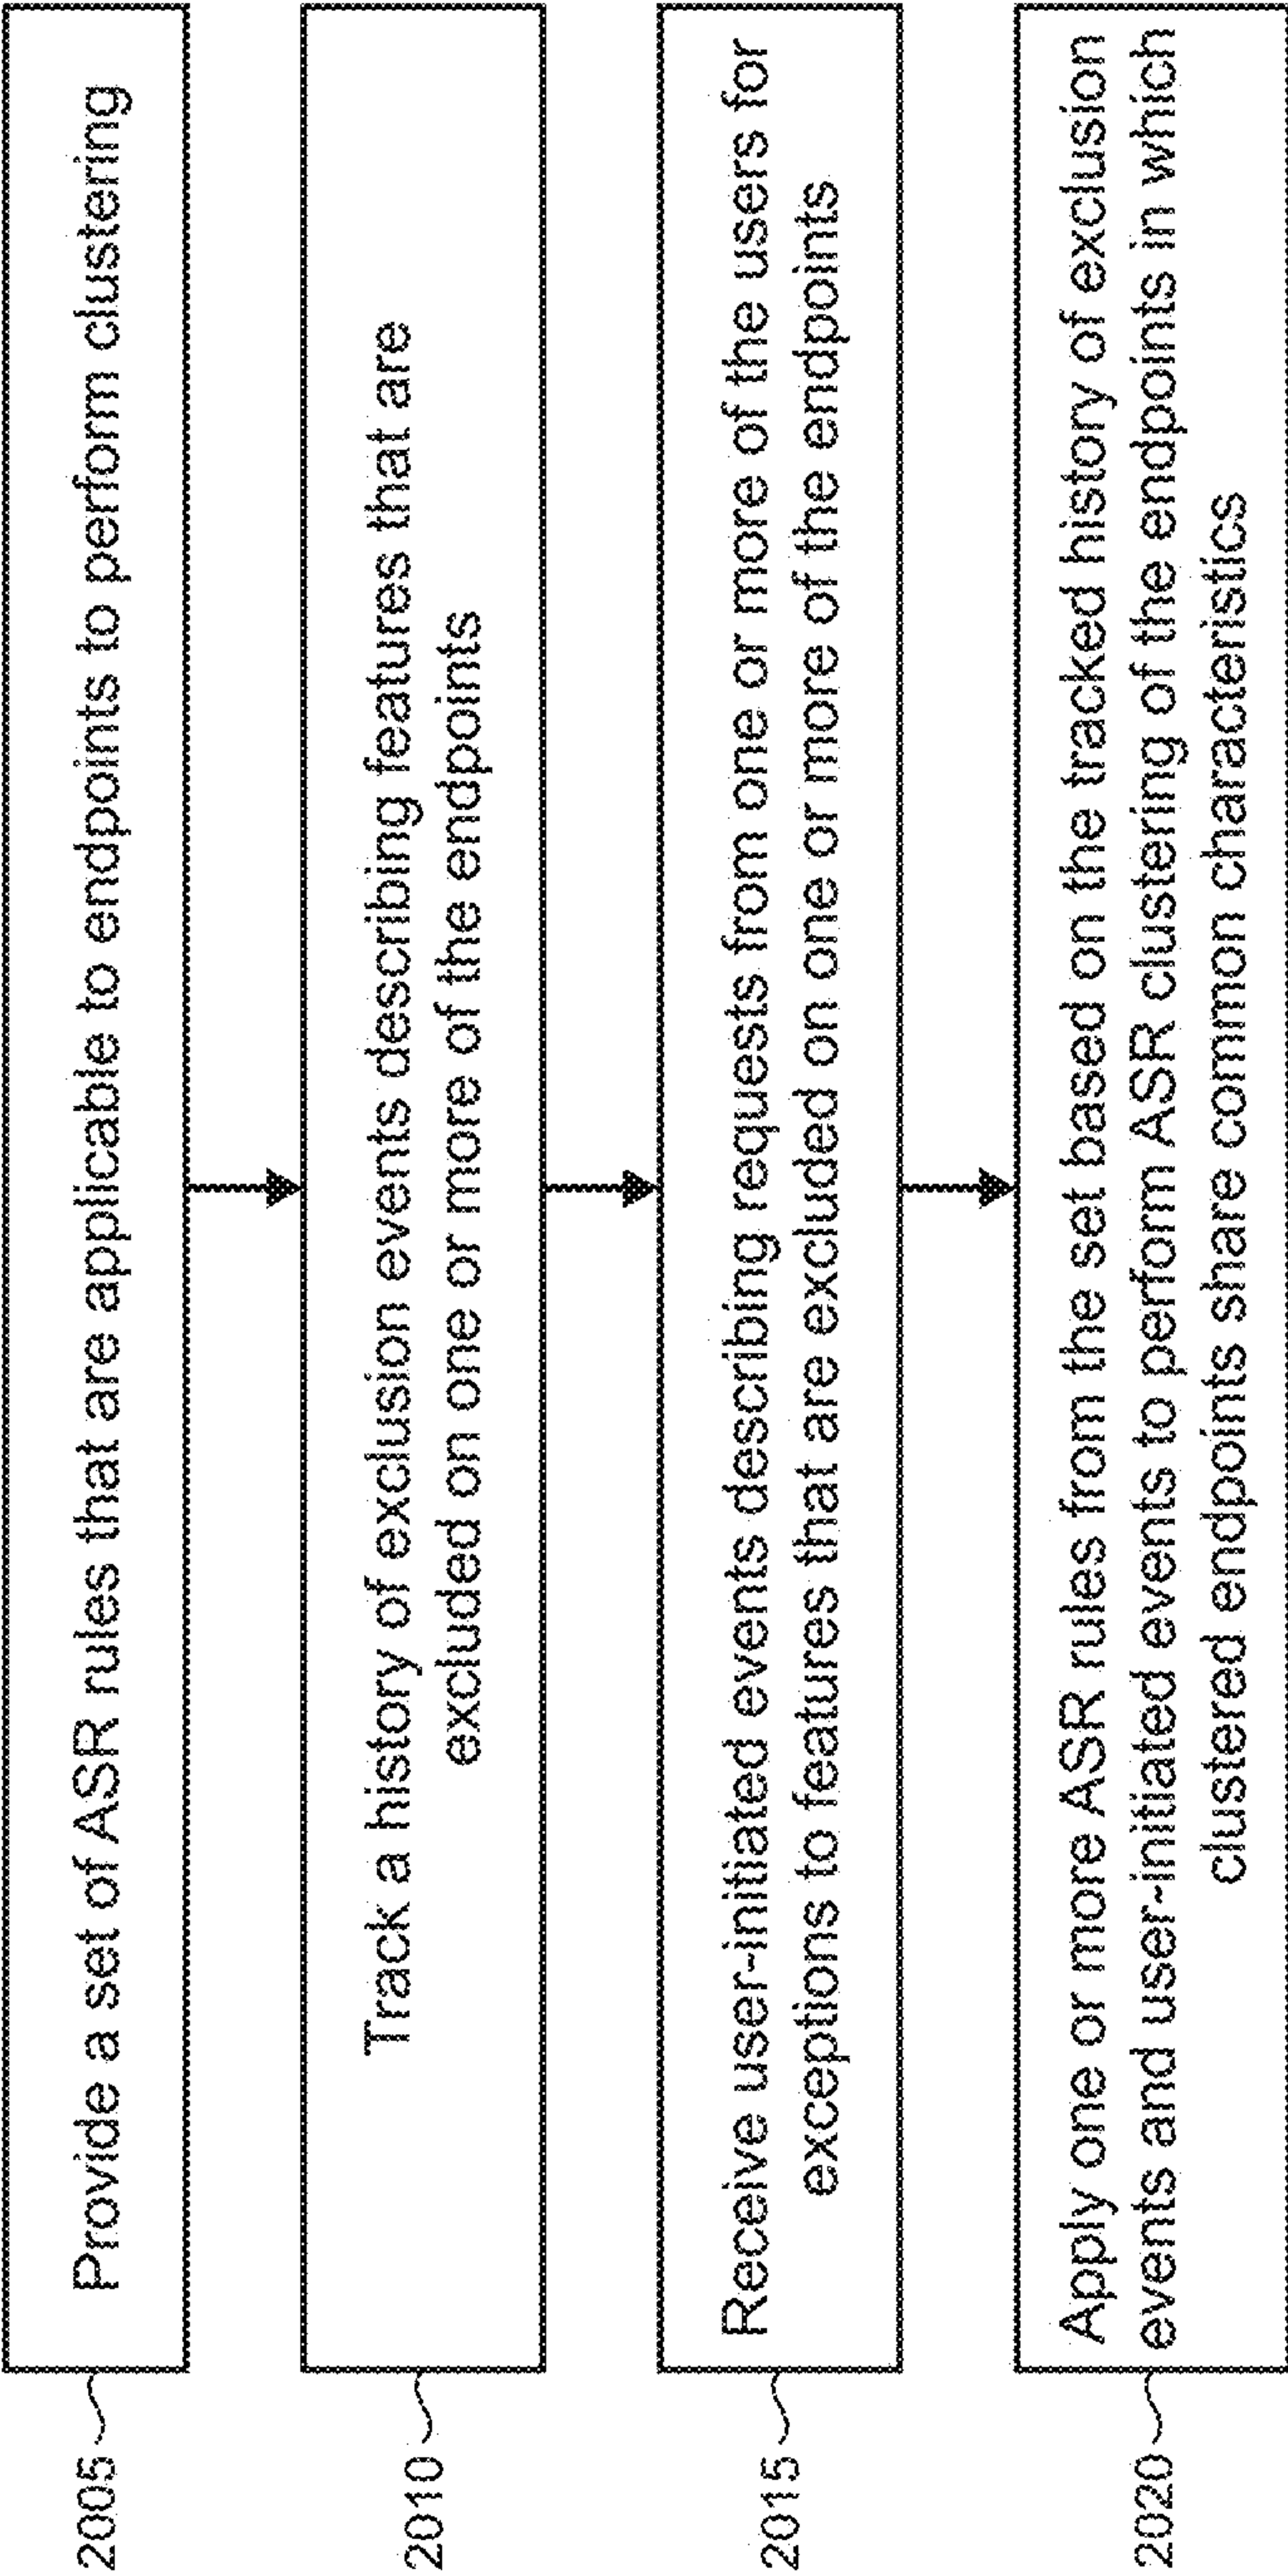 2005
Provide a set of ASR rules that are applicable to endpoints to perform clustering
2010
Track a history of exclusion events describing features that are
excluded on one or more of the endpoints
2015
Receive user-initiated events describing requests from one or more of the users for
exceptions to features that are excluded on one or more of the endpoints
2020
Apply one or more ASR rules from the set based on the tracked history of exclusion
events and user-initiated events to perform ASR clustering of the endpoints in which
clustered endpoints share common characteristics